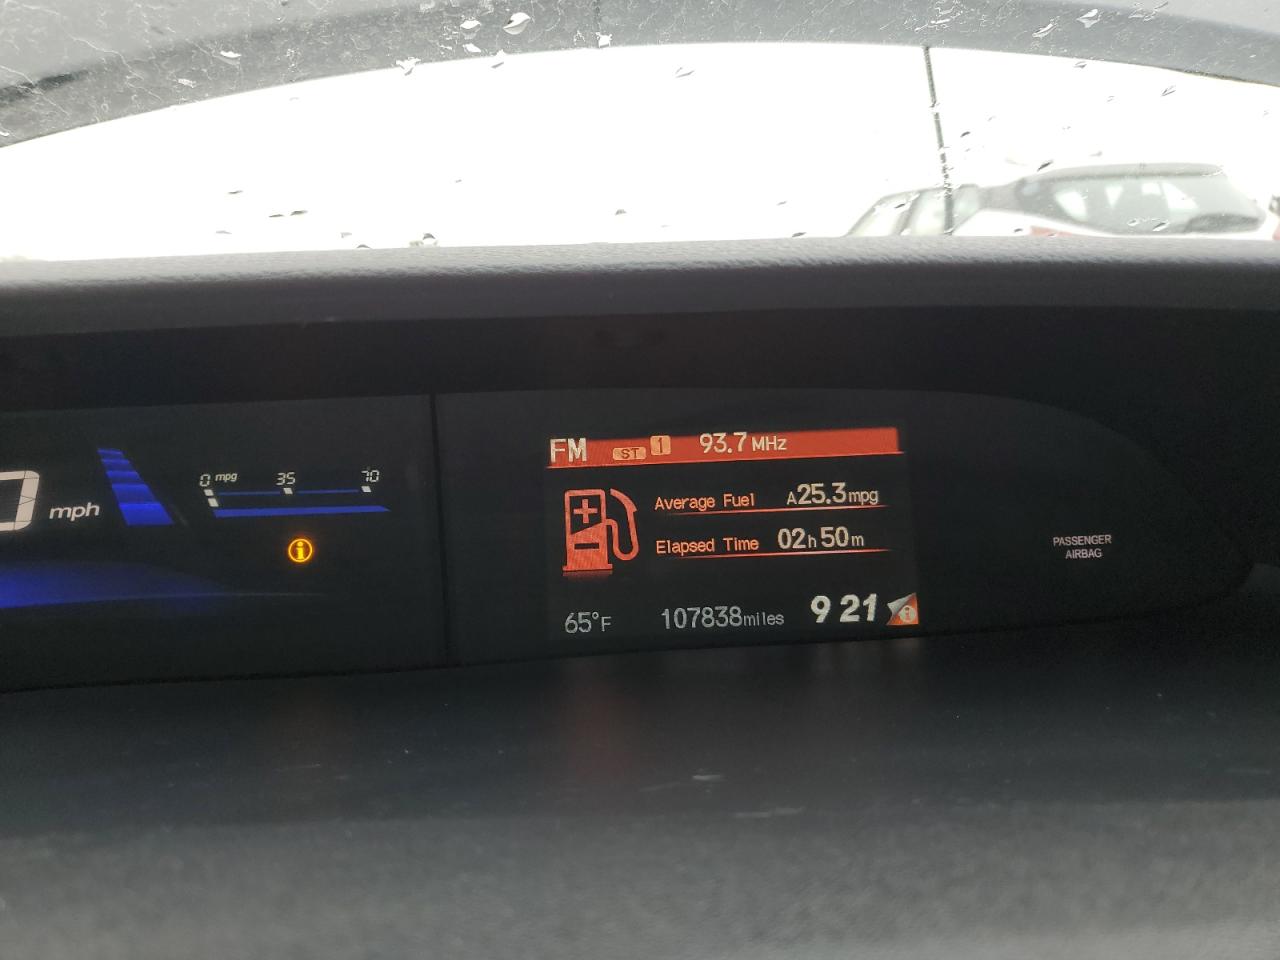 FM ST 1 93.7 MHz
0 mpg 35 70
mph
Average Fuel A25.3mpg
Elapsed Time 02h50m
PASSENGER
AIRBAG
65°F 107838miles 9 21